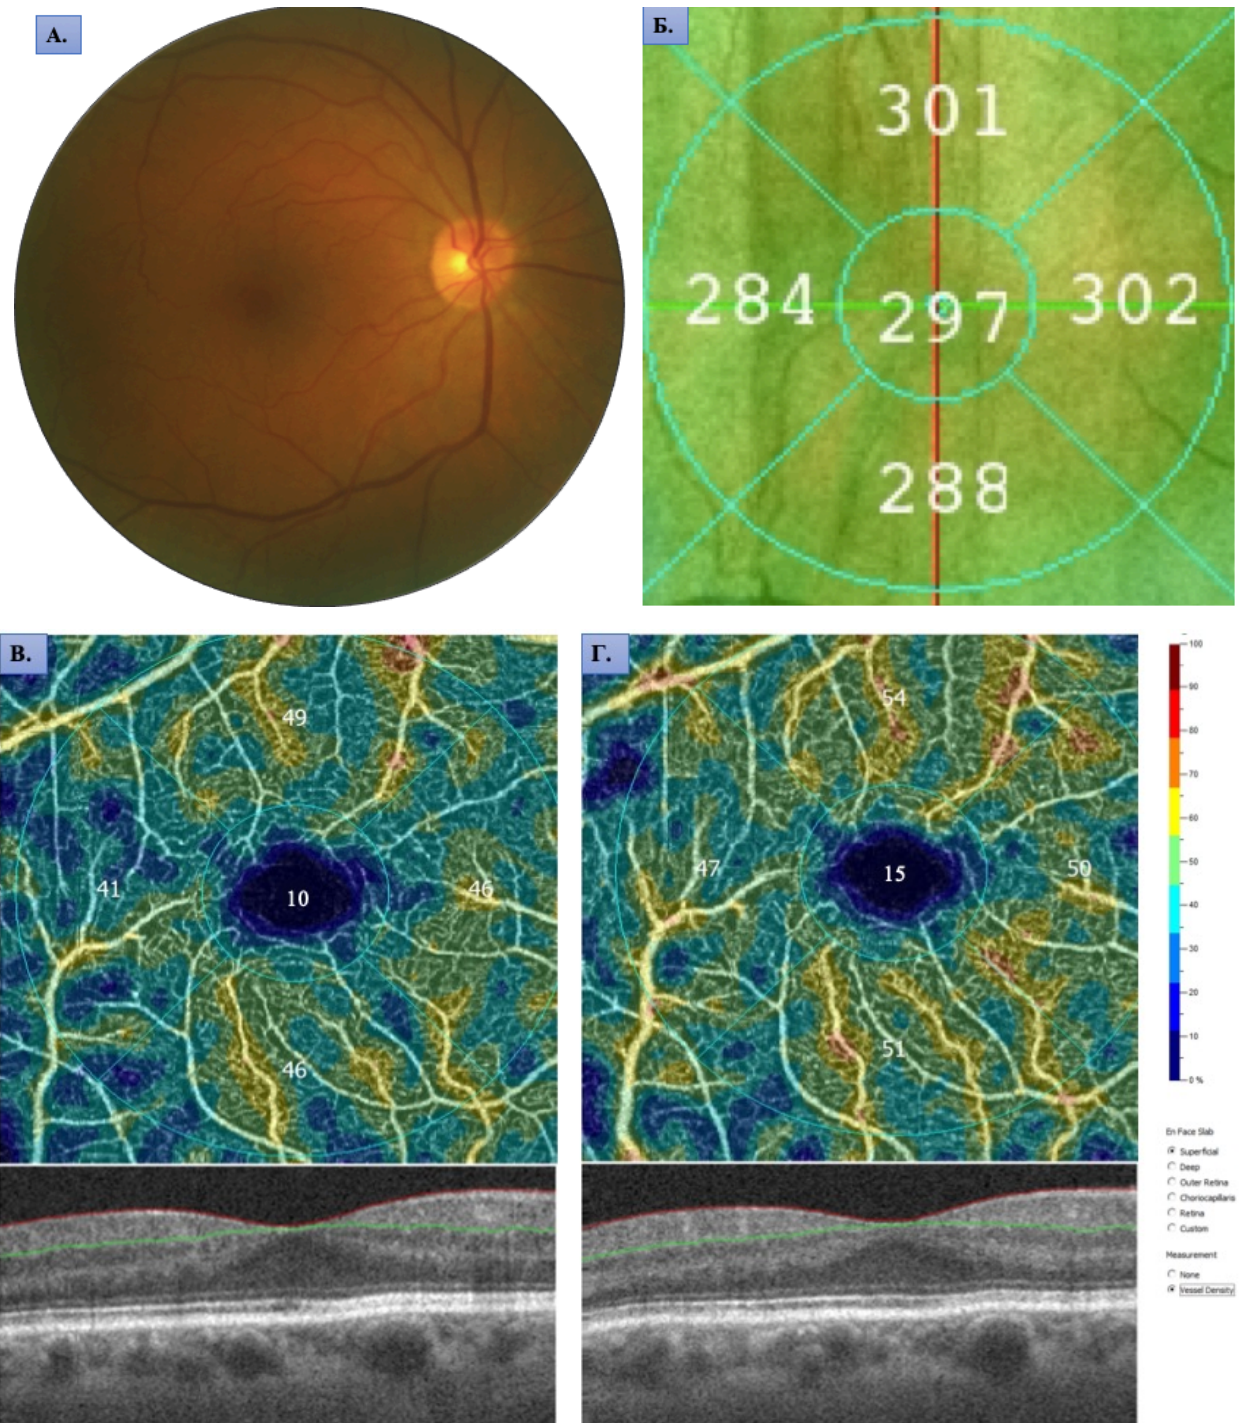 А.
Б.
301
284
297
302
288
В.
49
41
10
46
46
Г.
54
47
15
50
51
100
90
80
70
60
50
40
30
20
10
0 %
En Face Slab
Superficial
Deep
Outer Retina
Choriocapillaris
Retina
Custom
Measurement
None
Vessel Density